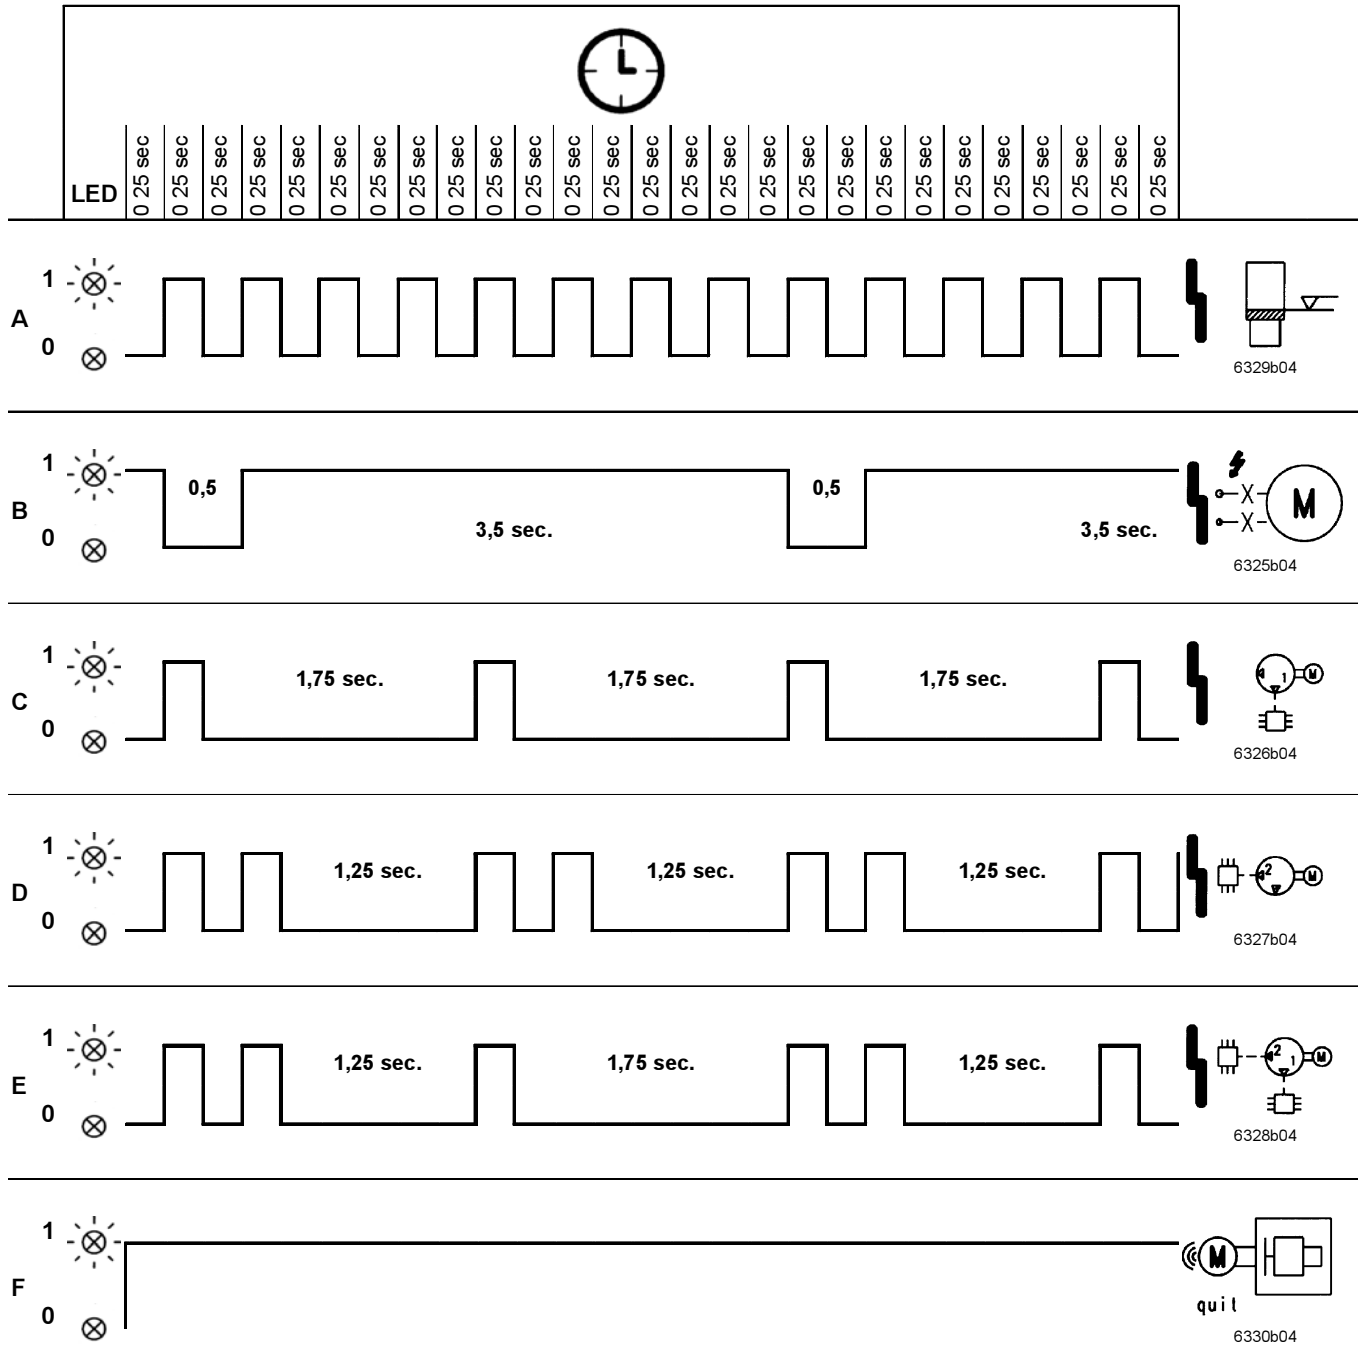 LED 0 25 sec 0 25 sec 0 25 sec 0 25 sec 0 25 sec 0 25 sec 0 25 sec 0 25 sec 0 25 sec 0 25 sec 0 25 sec 0 25 sec 0 25 sec 0 25 sec 0 25 sec 0 25 sec 0 25 sec 0 25 sec 0 25 sec 0 25 sec 0 25 sec 0 25 sec 0 25 sec 0 25 sec 0 25 sec 0 25 sec 0 25 sec
1
A
0
6329b04
1
0,5 0,5
M
B
3,5 sec. 3,5 sec.
0
6325b04
1
1,75 sec. 1,75 sec. 1,75 sec.
1 M
C
0
6326b04
1
1,25 sec. 1,25 sec. 1,25 sec.
2 M
D
0
6327b04
1
1,25 sec. 1,75 sec. 1,25 sec.
2 1 M
E
0
6328b04
1
M
F
quit
0
6330b04